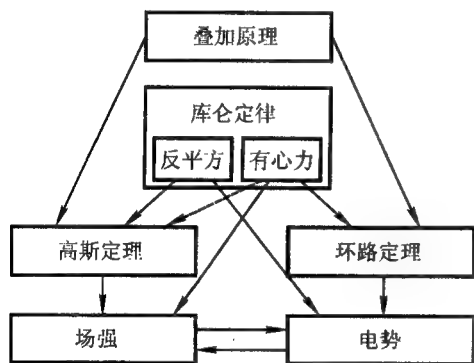 叠加原理
库仑定律
反平方 有心力
高斯定理 环路定理
场强 电势